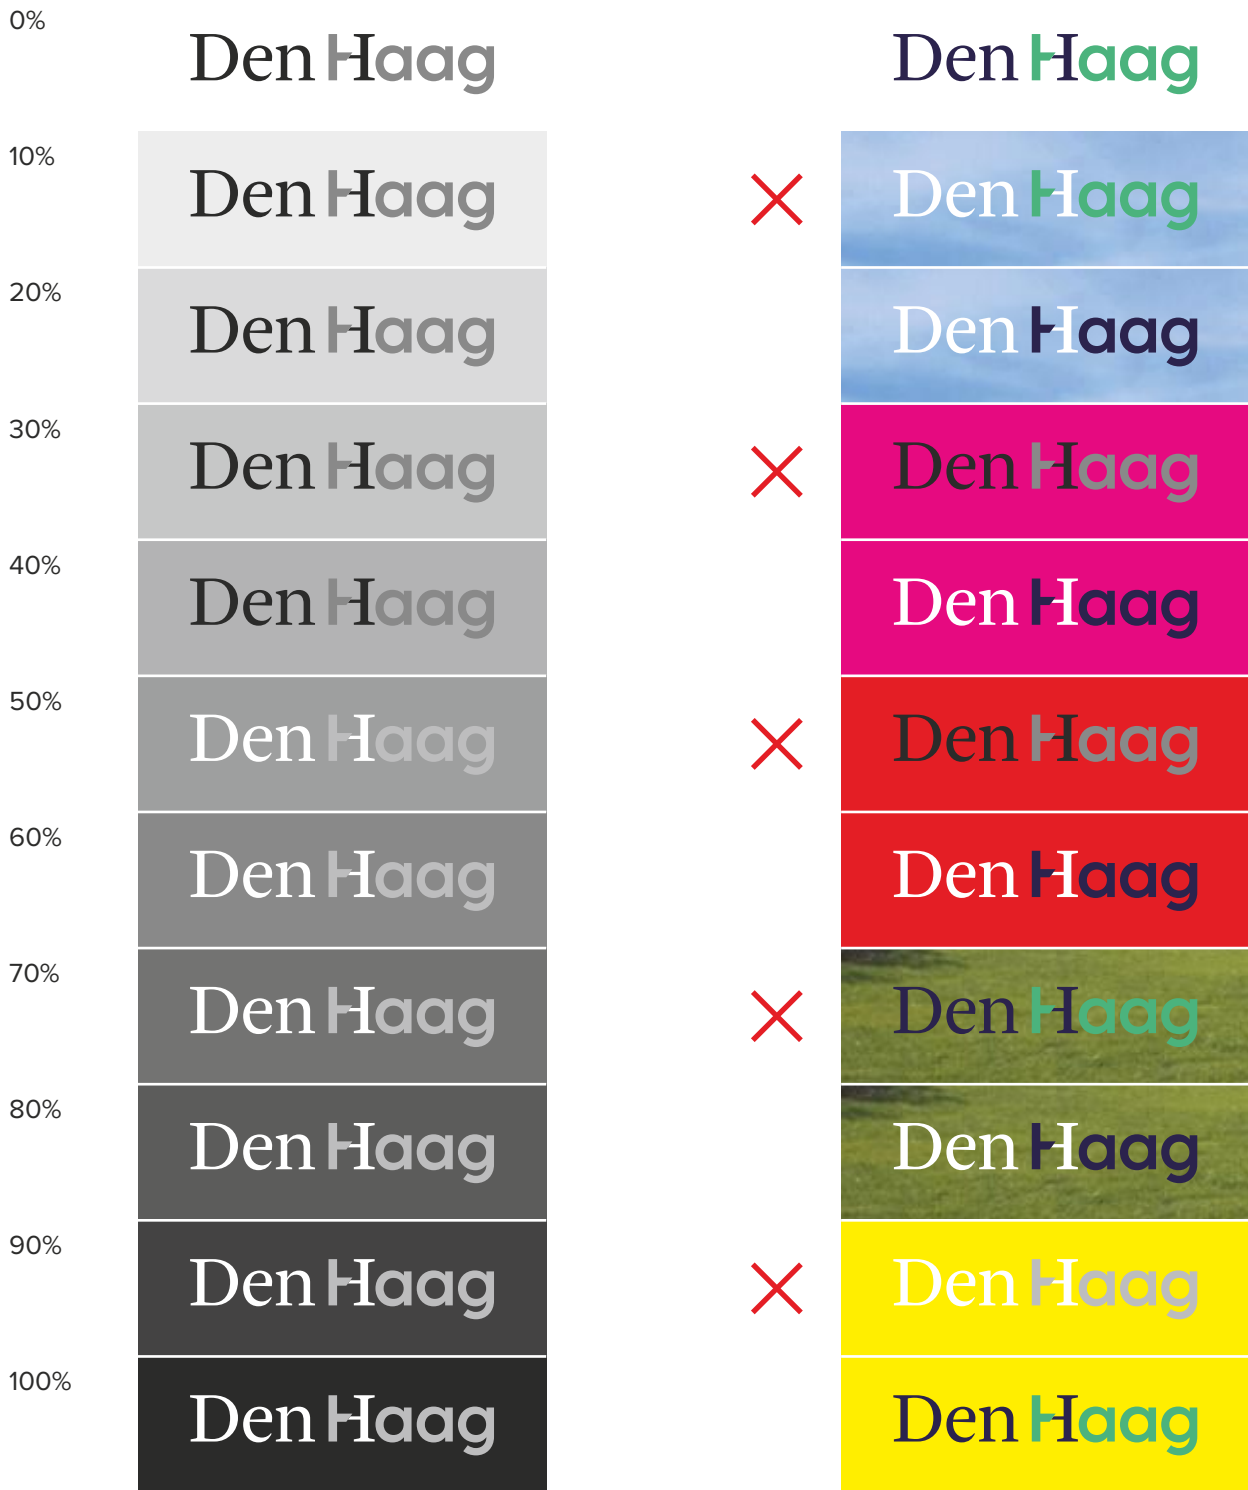 0% Den Haag Den Haag
10% Den Haag Den Haag
20% Den Haag Den Haag
30% Den Haag Den Haag
40% Den Haag Den Haag
50% Den Haag Den Haag
60% Den Haag Den Haag
70% Den Haag Den Haag
80% Den Haag Den Haag
90% Den Haag Den Haag
100% Den Haag Den Haag